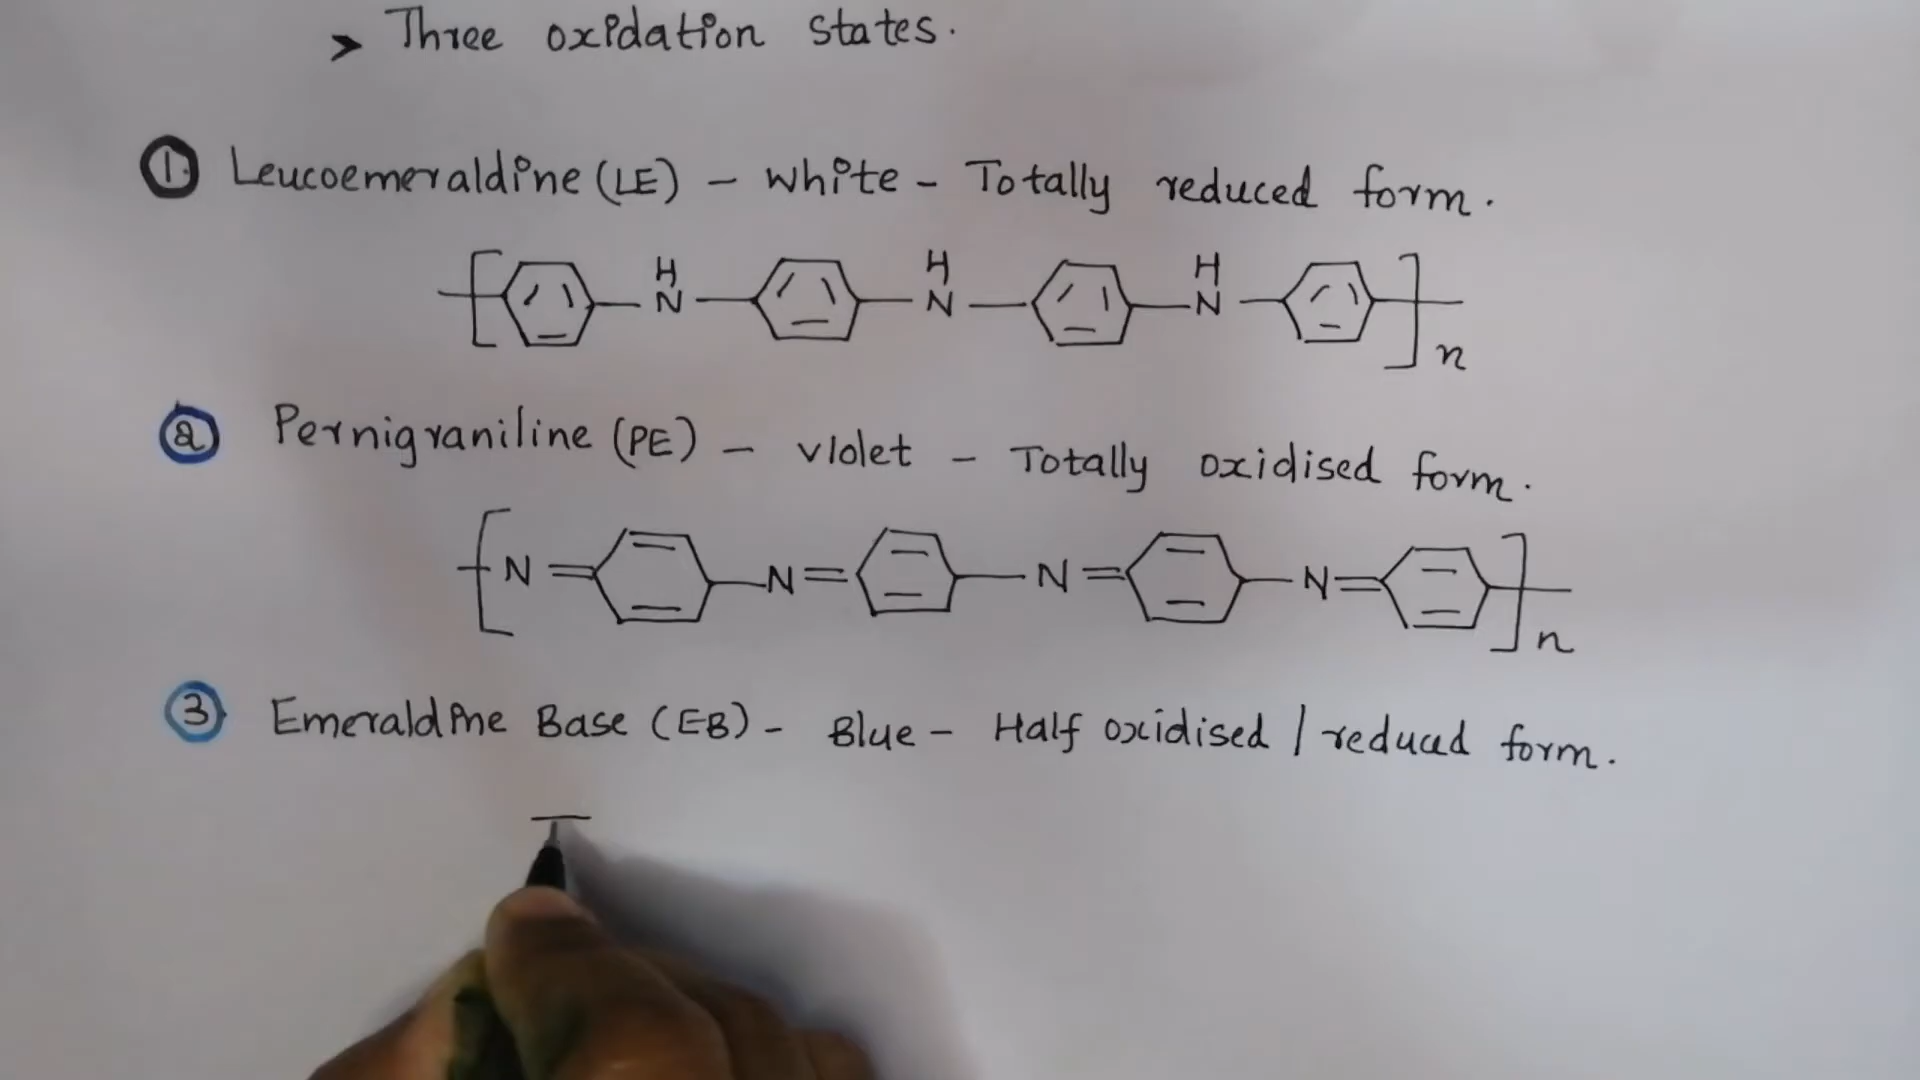 ➤ Three oxidation states.
① Leucoemeraldine (LE) - white - Totally reduced form.
H H H
N N N
n
② Pernigraniline (PE) - violet - Totally oxidised form.
N N N N
n
③ Emeraldine Base (EB) - Blue - Half oxidised / reduced form.